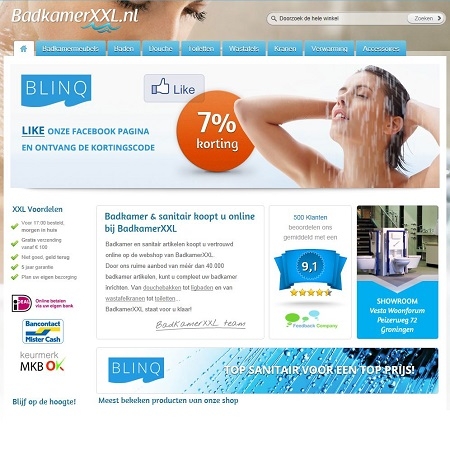 BadkamerXXL.nl
Doorzoek de hele winkel
Zoeken
Badkamermeubels Baden Douche Toiletten Wastafels Kranen Verwarming Accessoires
BLINQ
Like
LIKE ONZE FACEBOOK PAGINA
EN ONTVANG DE KORTINGSCODE
7%
korting
XXL Voordelen
Voor 17:00 besteld,
morgen in huis
Gratis verzending
vanaf € 100
Niet goed, geld terug
5 jaar garantie
Plan uw eigen bezorging
iDEAL
Online betalen
via uw eigen bank
Bancontact
Mister Cash
keurmerk
MKB OK
Blijf op de hoogte!
Badkamer & sanitair koopt u online
bij BadkamerXXL
Badkamer en sanitair artikelen koopt u vertrouwd
online op de webshop van BadkamerXXL.
Door ons ruime aanbod van méér dan 40.000
badkamer artikelen, kunt u compleet uw badkamer
inrichten. Van douchebakken tot ligbaden en van
wastafelkranen tot toiletten...
BadkamerXXL staat voor u klaar!
BadkamerXXL team
500 Klanten
beoordelen ons
gemiddeld met een
9,1
Feedback Company
SHOWROOM
Vesta Woonforum
Peizerweg 72
Groningen
BLINQ
TOP SANITAIR VOOR EEN TOP PRIJS!
Meest bekeken producten van onze shop